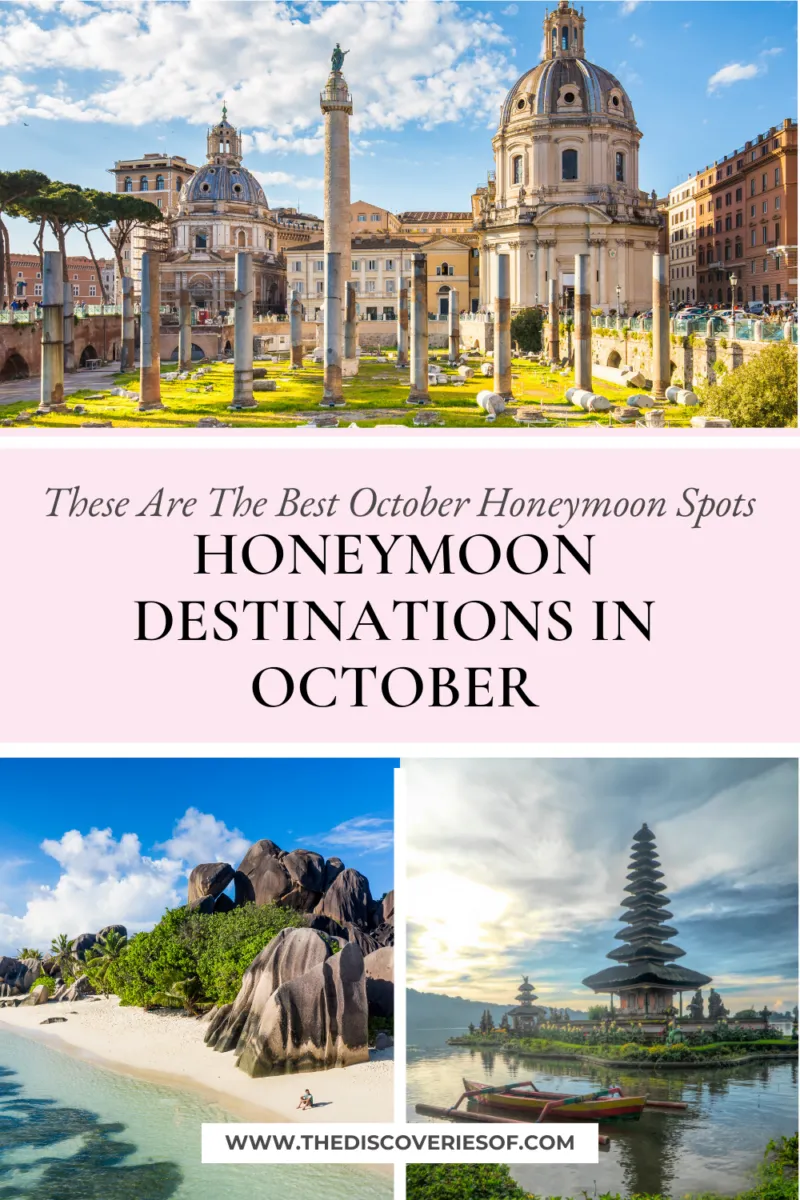 These Are The Best October Honeymoon Spots
HONEYMOON
DESTINATIONS IN
OCTOBER
WWW.THEDISCOVERIESOF.COM